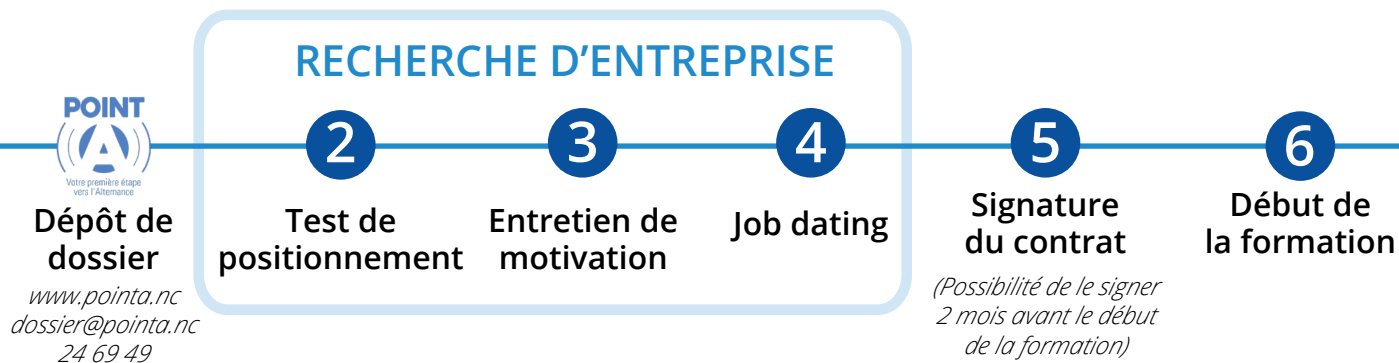 RECHERCHE D’ENTREPRISE
POINT
A
Votre première étape
vers l'Alternance
Dépôt de
dossier
www.pointa.nc
dossier@pointa.nc
24 69 49
2
Test de
positionnement
3
Entretien de
motivation
4
Job dating
5
Signature
du contrat
(Possibilité de le signer
2 mois avant le début
de la formation)
6
Début de
la formation